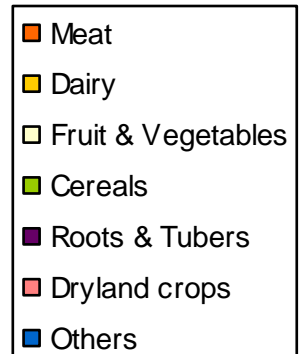 Meat
Dairy
Fruit & Vegetables
Cereals
Roots & Tubers
Dryland crops
Others